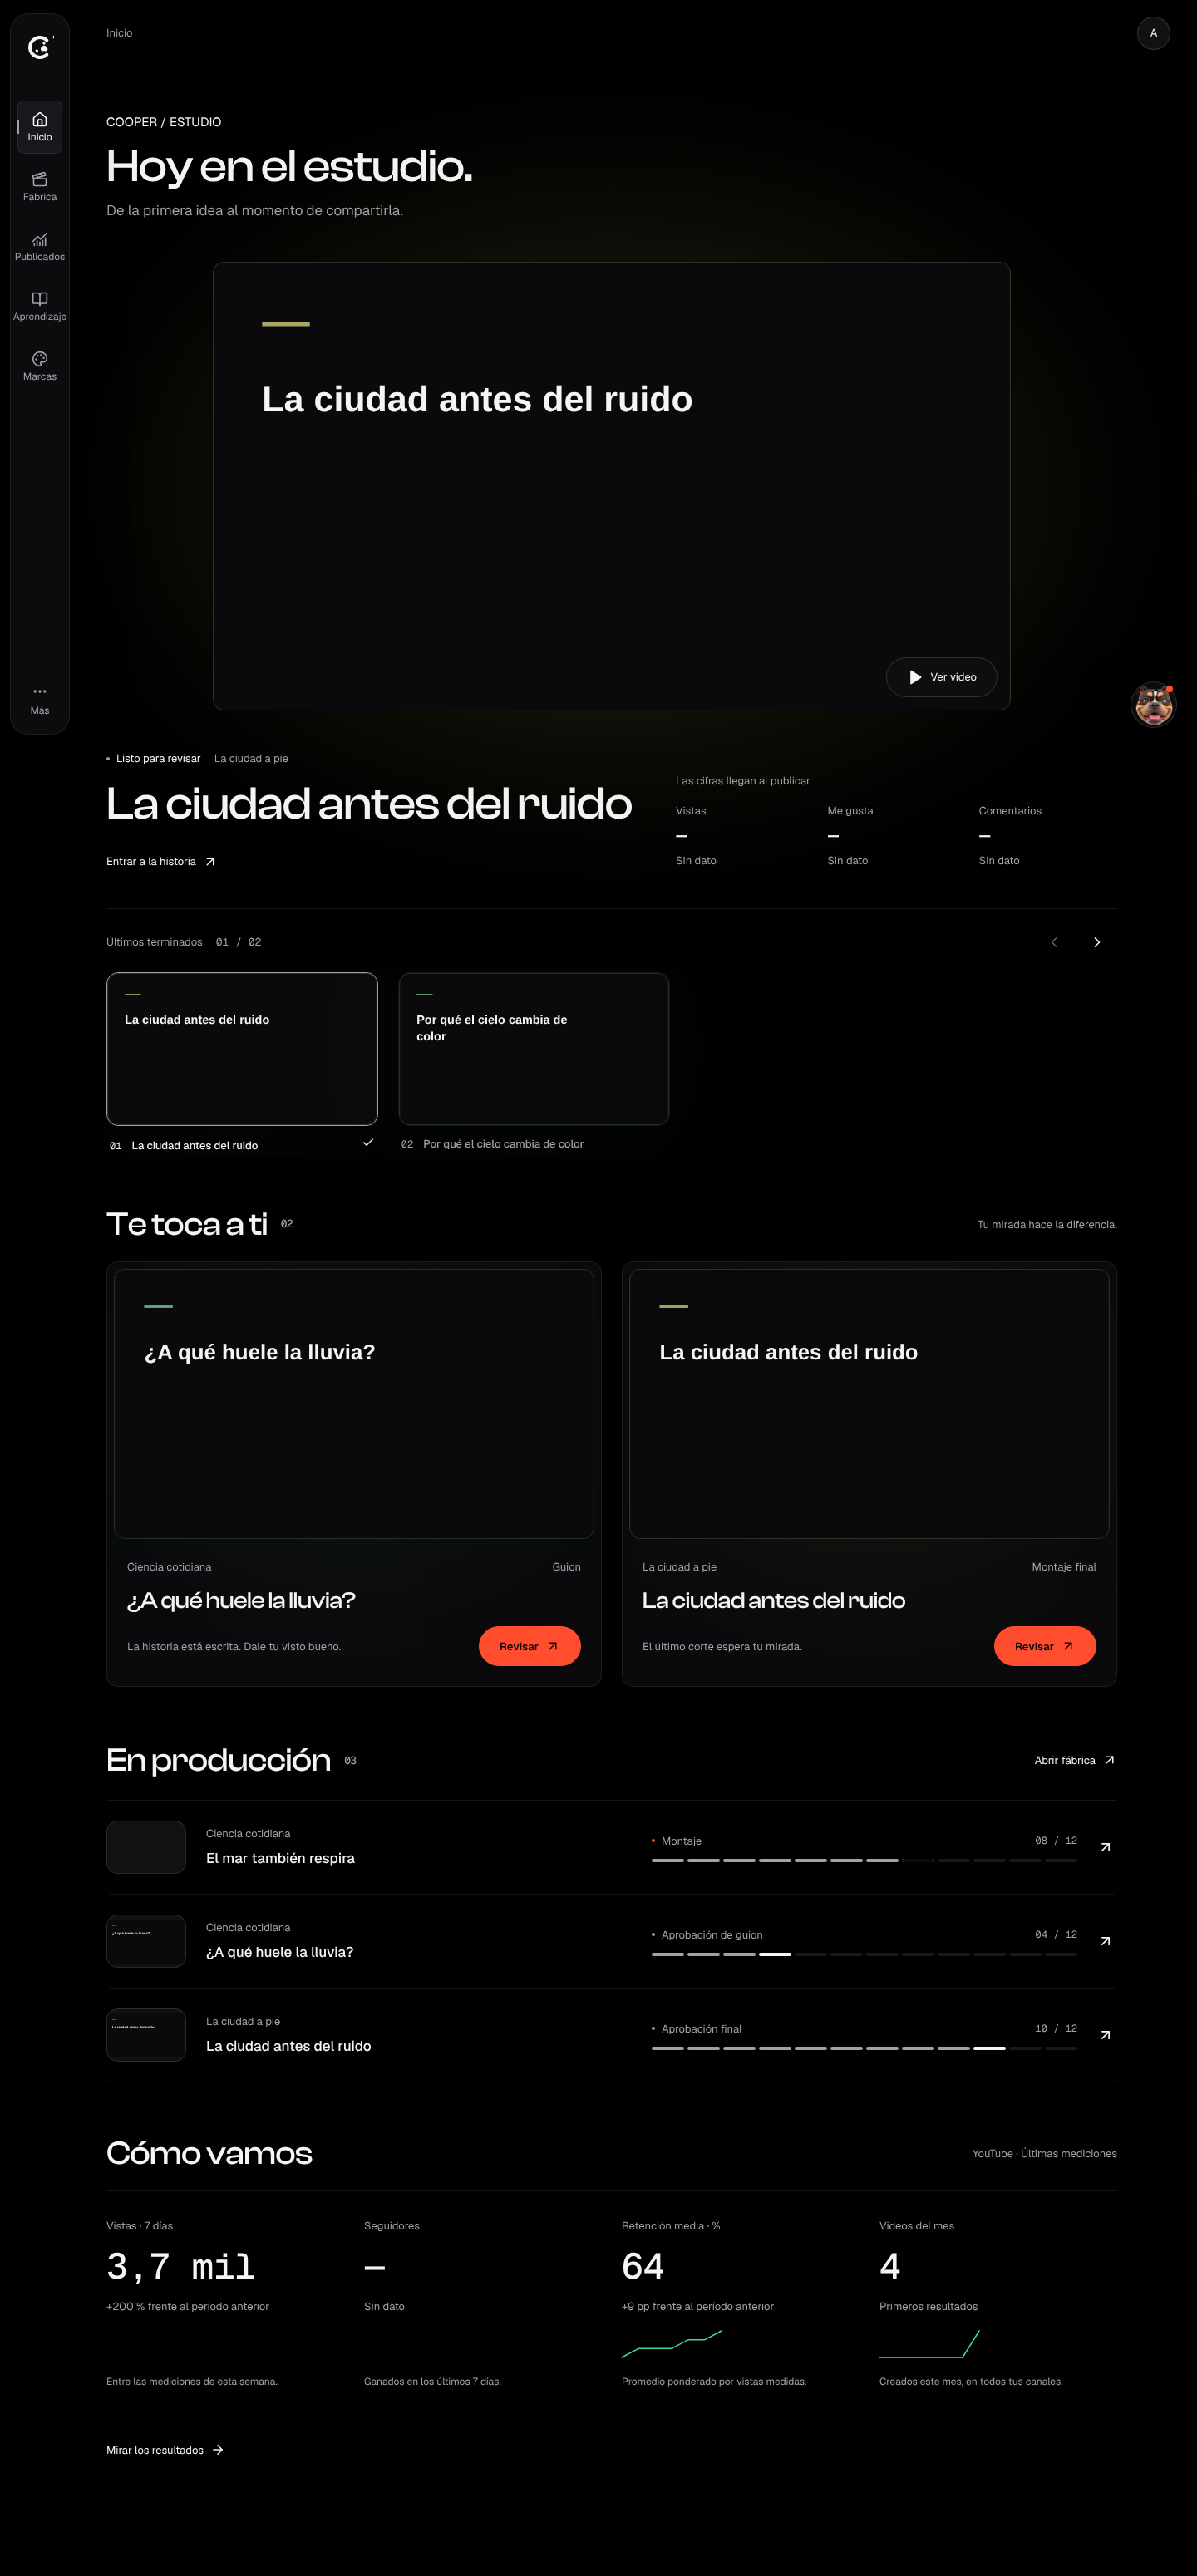 Inicio
A
Inicio
Fábrica
Publicados
Aprendizaje
Marcas
Más
COOPER / ESTUDIO
Hoy en el estudio.
De la primera idea al momento de compartirla.
La ciudad antes del ruido
Ver video
Listo para revisar La ciudad a pie
La ciudad antes del ruido
Entrar a la historia
Las cifras llegan al publicar
Vistas Me gusta Comentarios
— — —
Sin dato Sin dato Sin dato
Últimos terminados 01 / 02
La ciudad antes del ruido
01 La ciudad antes del ruido
Por qué el cielo cambia de
color
02 Por qué el cielo cambia de color
Te toca a ti 02
Tu mirada hace la diferencia.
¿A qué huele la lluvia?
Ciencia cotidiana Guion
¿A qué huele la lluvia?
La historia está escrita. Dale tu visto bueno. Revisar
La ciudad antes del ruido
La ciudad a pie Montaje final
La ciudad antes del ruido
El último corte espera tu mirada. Revisar
En producción 03
Abrir fábrica
Ciencia cotidiana
El mar también respira
Montaje 08 / 12
¿A qué huele la lluvia?
Ciencia cotidiana
¿A qué huele la lluvia?
Aprobación de guion 04 / 12
La ciudad antes del ruido
La ciudad a pie
La ciudad antes del ruido
Aprobación final 10 / 12
Cómo vamos
YouTube · Últimas mediciones
Vistas · 7 días
3,7 mil
+200 % frente al período anterior
Entre las mediciones de esta semana.
Seguidores
—
Sin dato
Ganados en los últimos 7 días.
Retención media · %
64
+9 pp frente al período anterior
Promedio ponderado por vistas medidas.
Videos del mes
4
Primeros resultados
Creados este mes, en todos tus canales.
Mirar los resultados